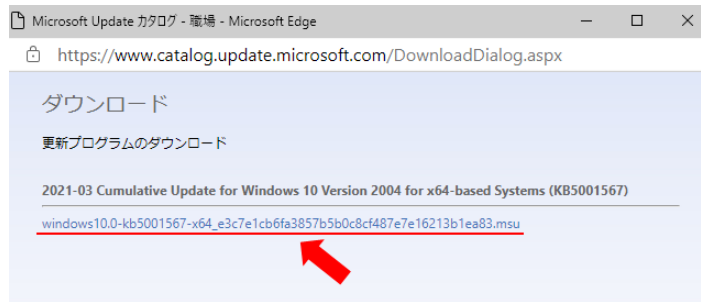 Microsoft Update カタログ - 職場 - Microsoft Edge
https://www.catalog.update.microsoft.com/DownloadDialog.aspx
ダウンロード
更新プログラムのダウンロード
2021-03 Cumulative Update for Windows 10 Version 2004 for x64-based Systems (KB5001567)
windows10.0-kb5001567-x64_e3c7e1cb6fa3857b5b0c8cf487e7e16213b1ea83.msu